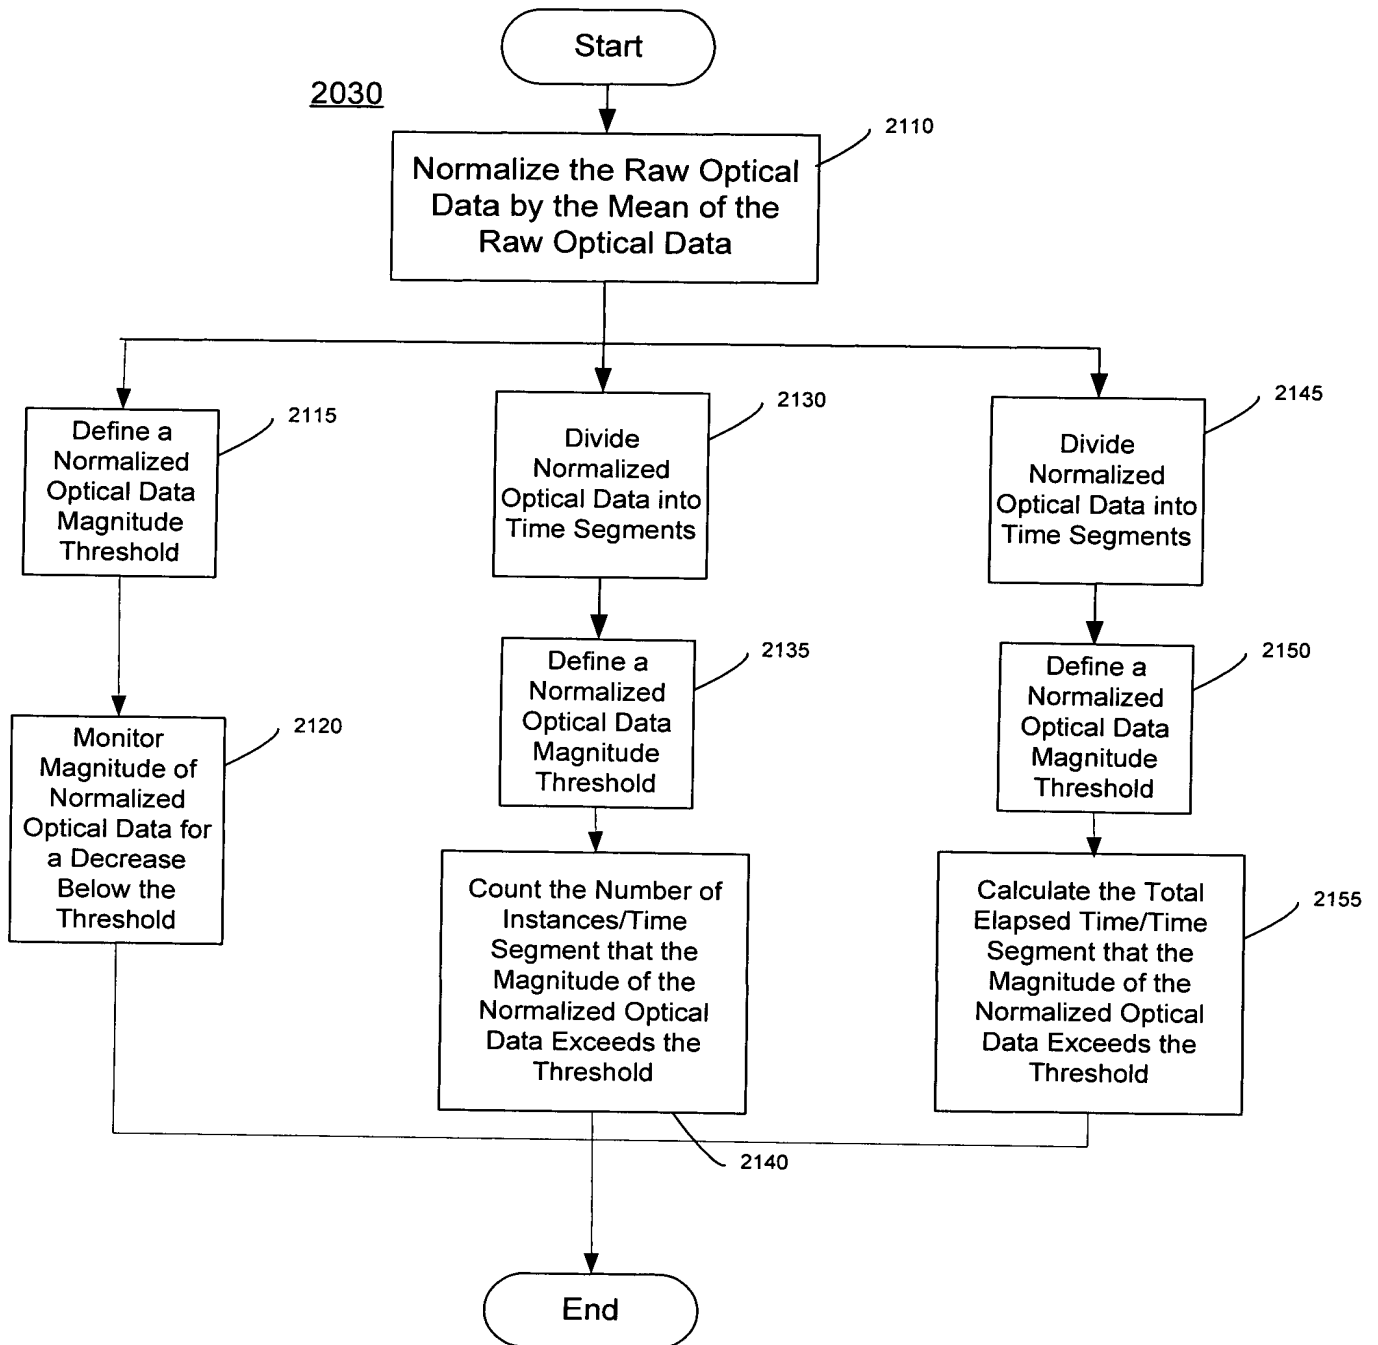 Start
2030
2110
Normalize the Raw Optical
Data by the Mean of the
Raw Optical Data
2115
Define a
Normalized
Optical Data
Magnitude
Threshold
2130
Divide
Normalized
Optical Data into
Time Segments
2145
Divide
Normalized
Optical Data into
Time Segments
2120
Monitor
Magnitude of
Normalized
Optical Data for
a Decrease
Below the
Threshold
2135
Define a
Normalized
Optical Data
Magnitude
Threshold
2150
Define a
Normalized
Optical Data
Magnitude
Threshold
Count the Number of
Instances/Time
Segment that the
Magnitude of the
Normalized Optical
Data Exceeds the
Threshold
2140
2155
Calculate the Total
Elapsed Time/Time
Segment that the
Magnitude of the
Normalized Optical
Data Exceeds the
Threshold
End